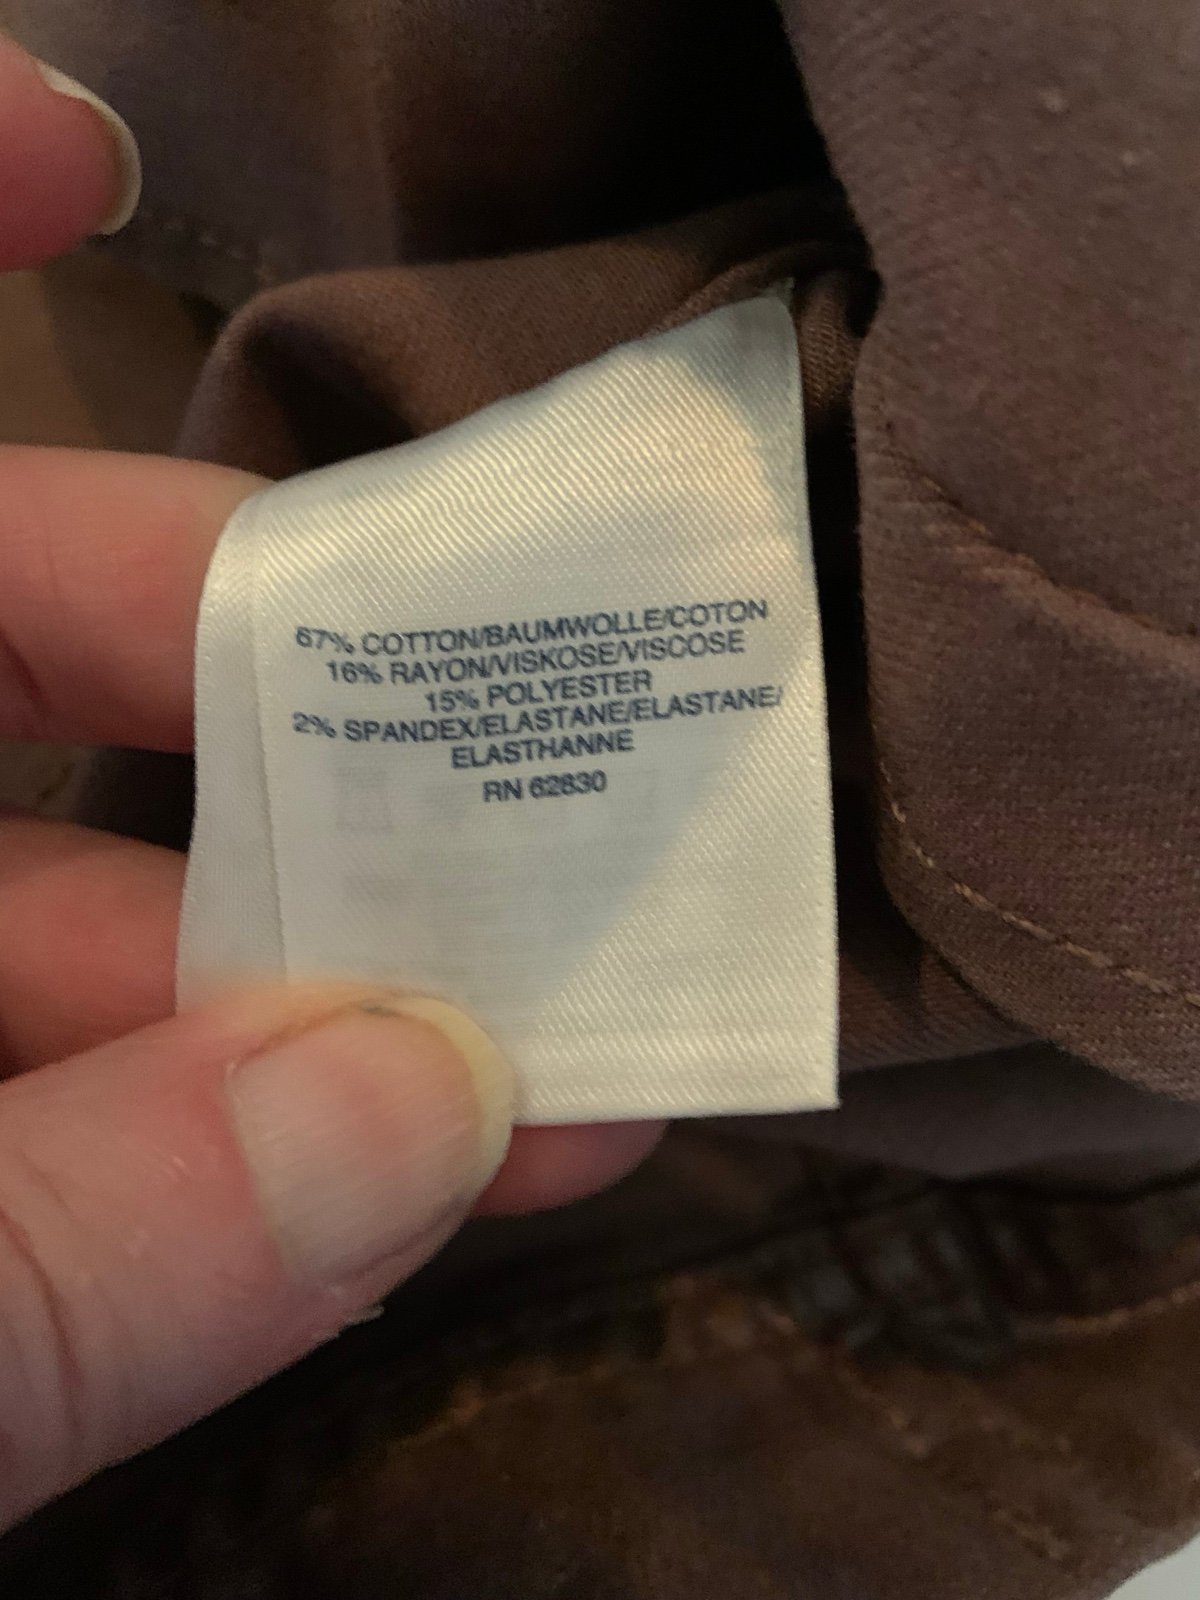 67% COTTON/BAUMWOLLE/COTON
16% RAYON/VISKOSE/VISCOSE
15% POLYESTER
2% SPANDEX/ELASTANE/ELASTANE/
ELASTHANNE
RN 62830